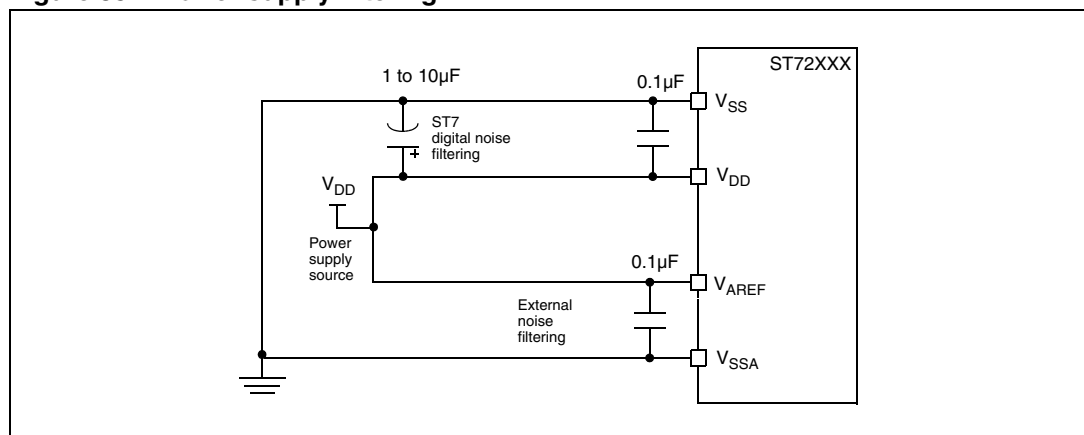 ST72XXX
1 to 10µF
0.1µF
VSS
ST7
digital noise
filtering
+
VDD
VDD
Power
supply
source
0.1µF
VAREF
External
noise
filtering
VSSA